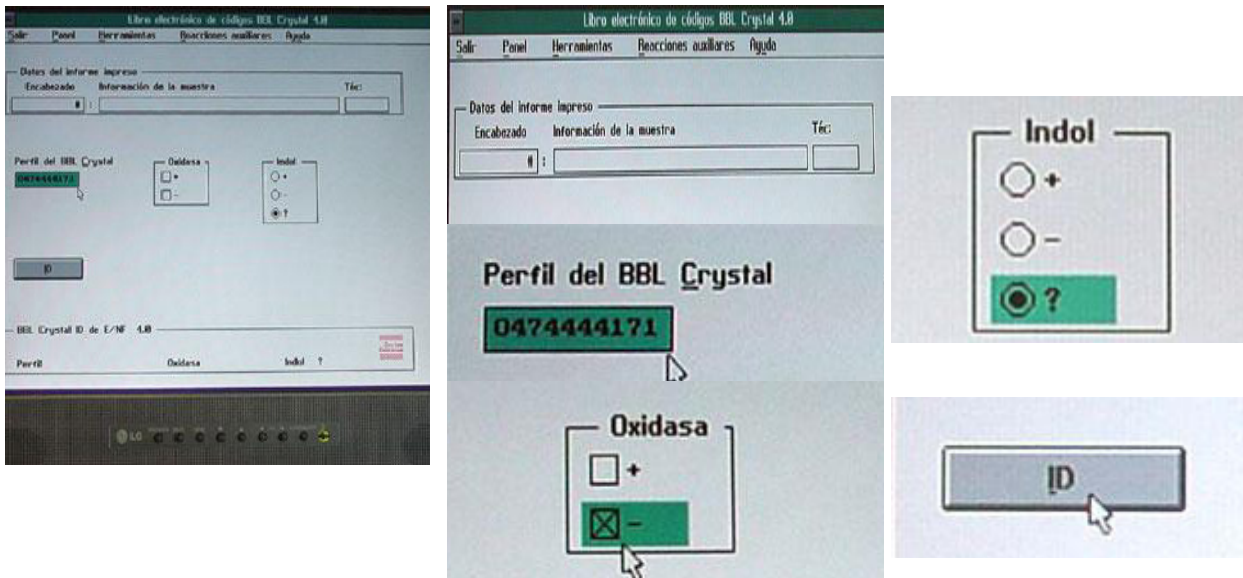 Libro electrónico de códigos BBL Crystal 4.0
Salir Panel Herramientas Reacciones auxiliares Ayuda
Datos del informe impreso
Encabezado Información de la muestra Téc:
# :
Perfil del BBL Crystal
0474444171
Oxidasa
+
-
Indol
+
-
?
ID
BBL Crystal ID de E/NF 4.0
Perfil Oxidasa Indol ?
LG
Libro electrónico de códigos BBL Crystal 4.0
Salir Panel Herramientas Reacciones auxiliares Ayuda
Datos del informe impreso
Encabezado Información de la muestra Téc:
# :
Perfil del BBL Crystal
0474444171
Oxidasa
+
-
Indol
+
-
?
ID